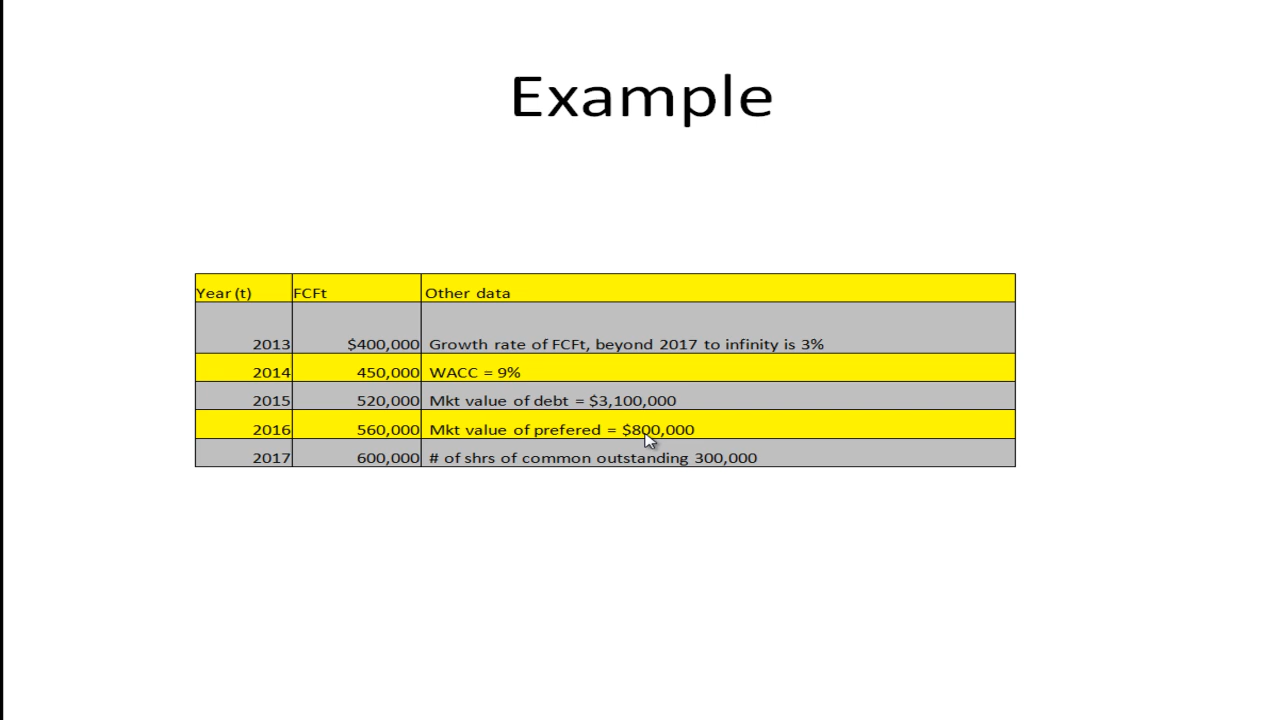 Example
Year (t) FCFt Other data
2013 $400,000 Growth rate of FCFt, beyond 2017 to infinity is 3%
2014 450,000 WACC = 9%
2015 520,000 Mkt value of debt = $3,100,000
2016 560,000 Mkt value of prefered = $800,000
2017 600,000 # of shrs of common outstanding 300,000